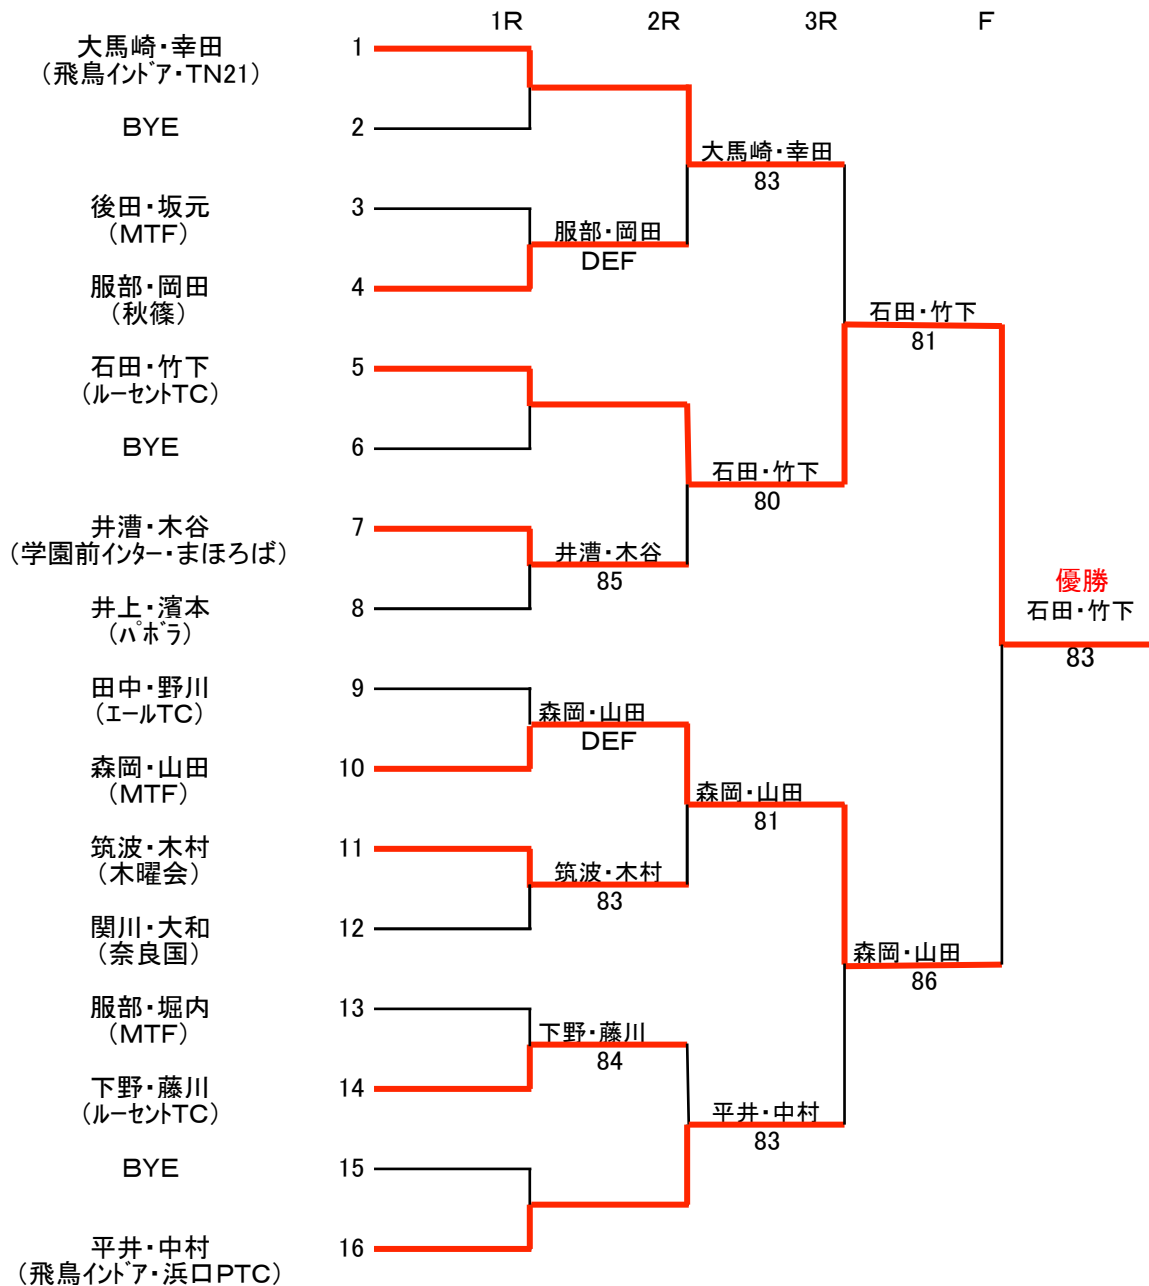 1R 2R 3R F
大馬崎・幸田 1
(飛鳥インドア・TN21)
BYE 2
大馬崎・幸田
83
後田・坂元 3
(MTF)
服部・岡田
DEF
服部・岡田 4
(秋篠)
石田・竹下
81
石田・竹下 5
(ルーセントTC)
BYE 6
石田・竹下
80
井漕・木谷 7
(学園前インター・まほろば)
井漕・木谷
85
井上・濱本 8
(パボラ)
優勝
石田・竹下
83
田中・野川 9
(エールTC)
森岡・山田
DEF
森岡・山田 10
(MTF)
森岡・山田
81
筑波・木村 11
(木曜会)
筑波・木村
83
関川・大和 12
(奈良国)
森岡・山田
86
服部・堀内 13
(MTF)
下野・藤川
84
下野・藤川 14
(ルーセントTC)
平井・中村
83
BYE 15
平井・中村 16
(飛鳥インドア・浜口PTC)